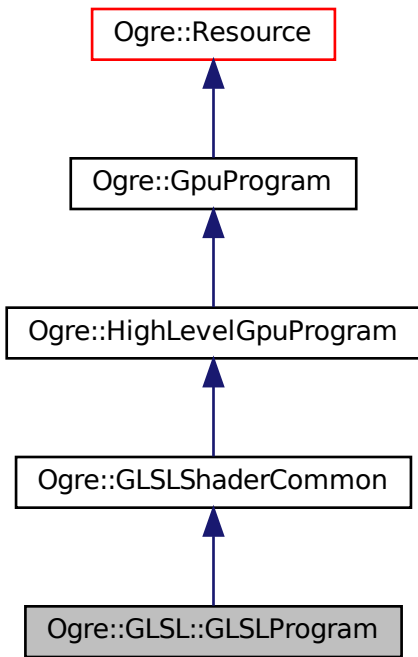 Ogre::Resource
Ogre::GpuProgram
Ogre::HighLevelGpuProgram
Ogre::GLSLShaderCommon
Ogre::GLSL::GLSLProgram